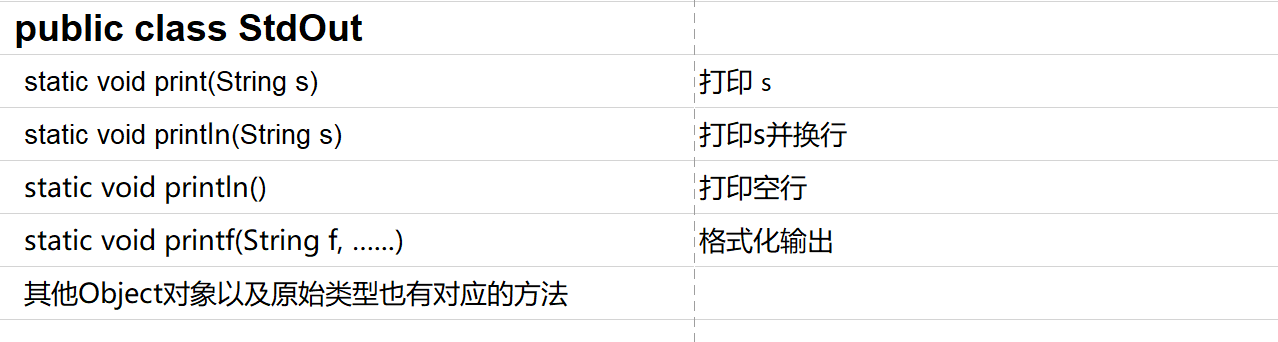 public class StdOut
static void print(String s) 打印 s
static void println(String s) 打印s并换行
static void println() 打印空行
static void printf(String f, ……) 格式化输出
其他Object对象以及原始类型也有对应的方法